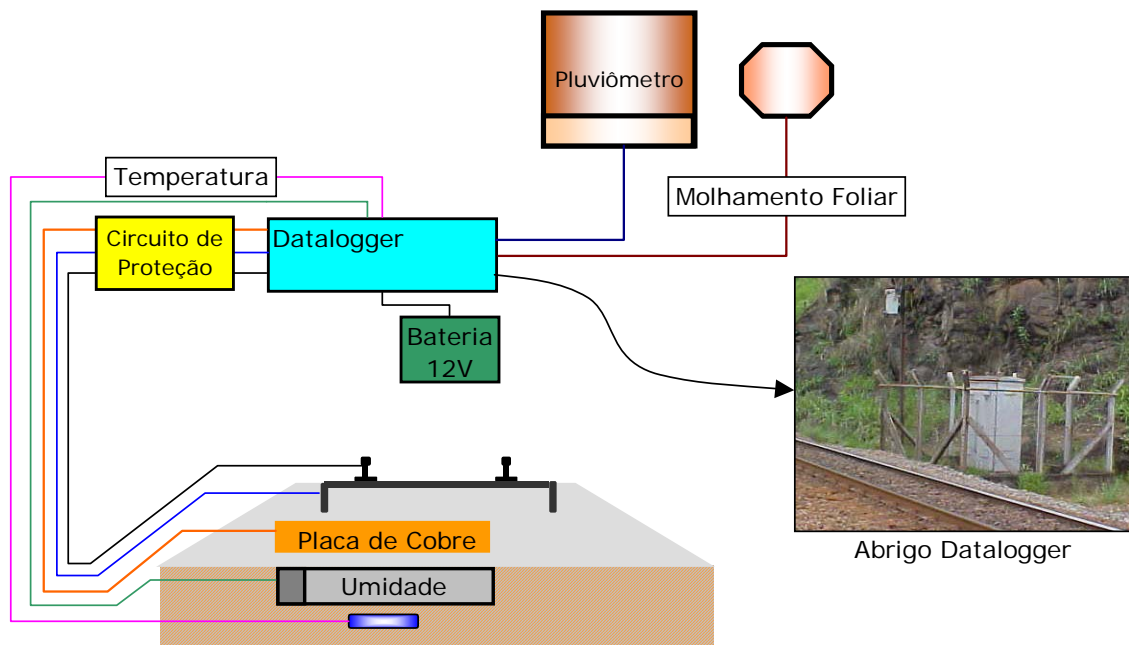 Pluviômetro
Temperatura
Molhamento Foliar
Circuito de
Proteção
Datalogger
Bateria
12V
Placa de Cobre
Umidade
Abrigo Datalogger